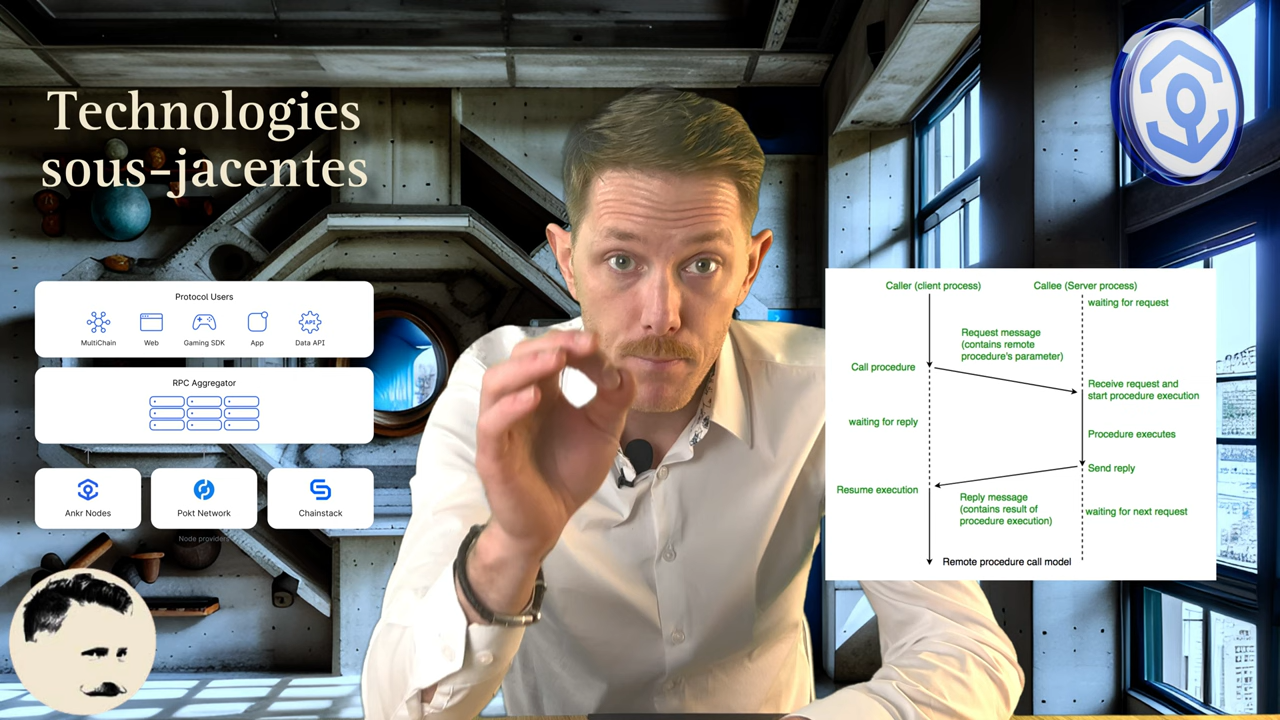 Technologies
sous-jacentes
Protocol Users
MultiChain
Web
Gaming SDK
App
API
Data API
RPC Aggregator
Ankr Nodes
Pokt Network
Chainstack
Node providers
Caller (client process)
Callee (Server process)
waiting for request
Request message
(contains remote
procedure's parameter)
Call procedure
Receive request and
start procedure execution
waiting for reply
Procedure executes
Send reply
Resume execution
Reply message
(contains result of
procedure execution)
waiting for next request
Remote procedure call model